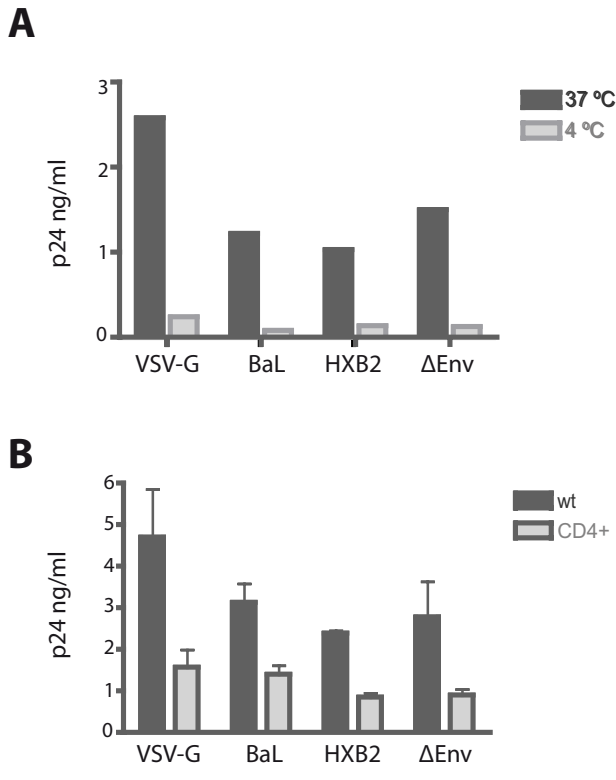 A
3
2
1
0
p24 ng/ml
37 ºC
4 ºC
VSV-G BaL HXB2 ΔEnv
B
6
5
4
3
2
1
0
p24 ng/ml
wt
CD4+
VSV-G BaL HXB2 ΔEnv